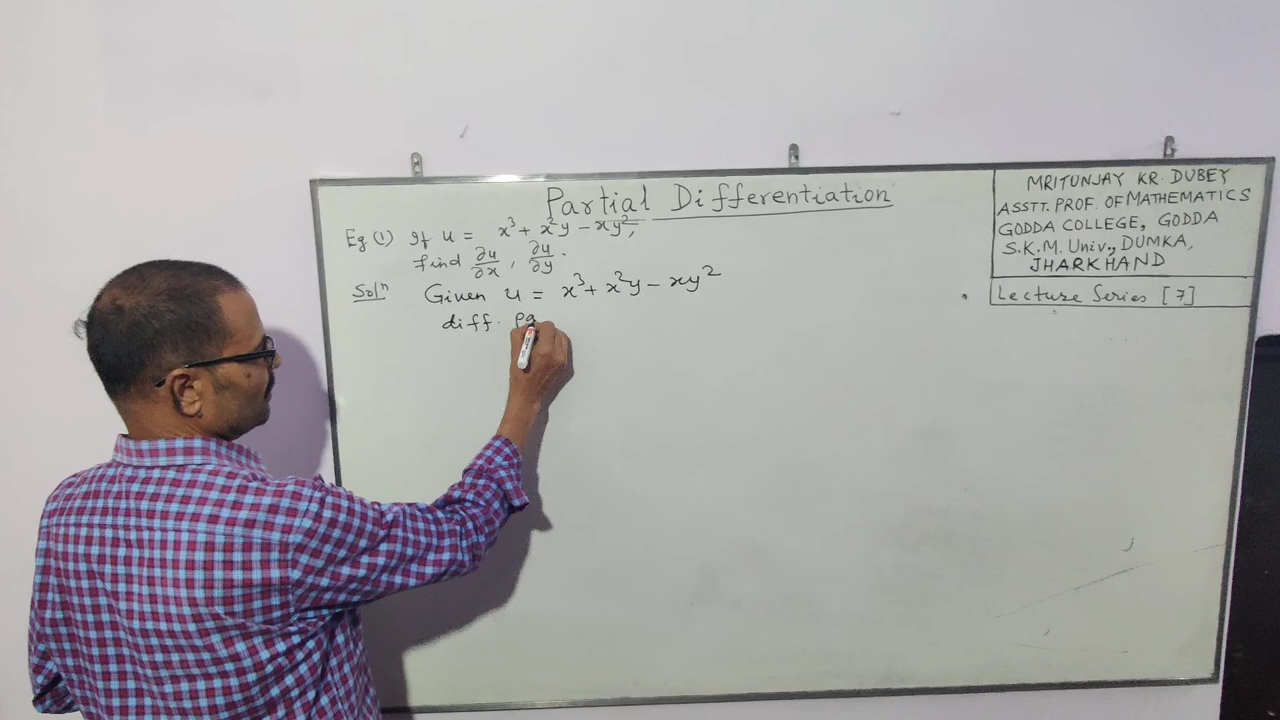 Partial Differentiation
Eg (1) If u = x³ + x²y − xy²,
find ∂u/∂x, ∂u/∂y.
Solⁿ Given u = x³ + x²y − xy²
diff. pa
MRITUNJAY KR. DUBEY
ASSTT. PROF. OF MATHEMATICS
GODDA COLLEGE, GODDA
S.K.M. Univ., DUMKA,
JHARKHAND
Lecture Series [7]